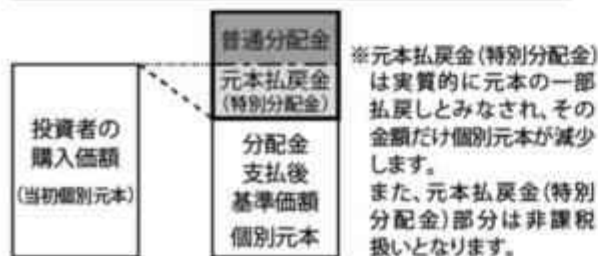 投資者の
購入価額
(当初個別元本)
普通分配金
元本払戻金
(特別分配金)
分配金
支払後
基準価額
個別元本
※元本払戻金(特別分配金)
は実質的に元本の一部
払戻しとみなされ、その
金額だけ個別元本が減少
します。
また、元本払戻金(特別
分配金)部分は非課税
扱いとなります。